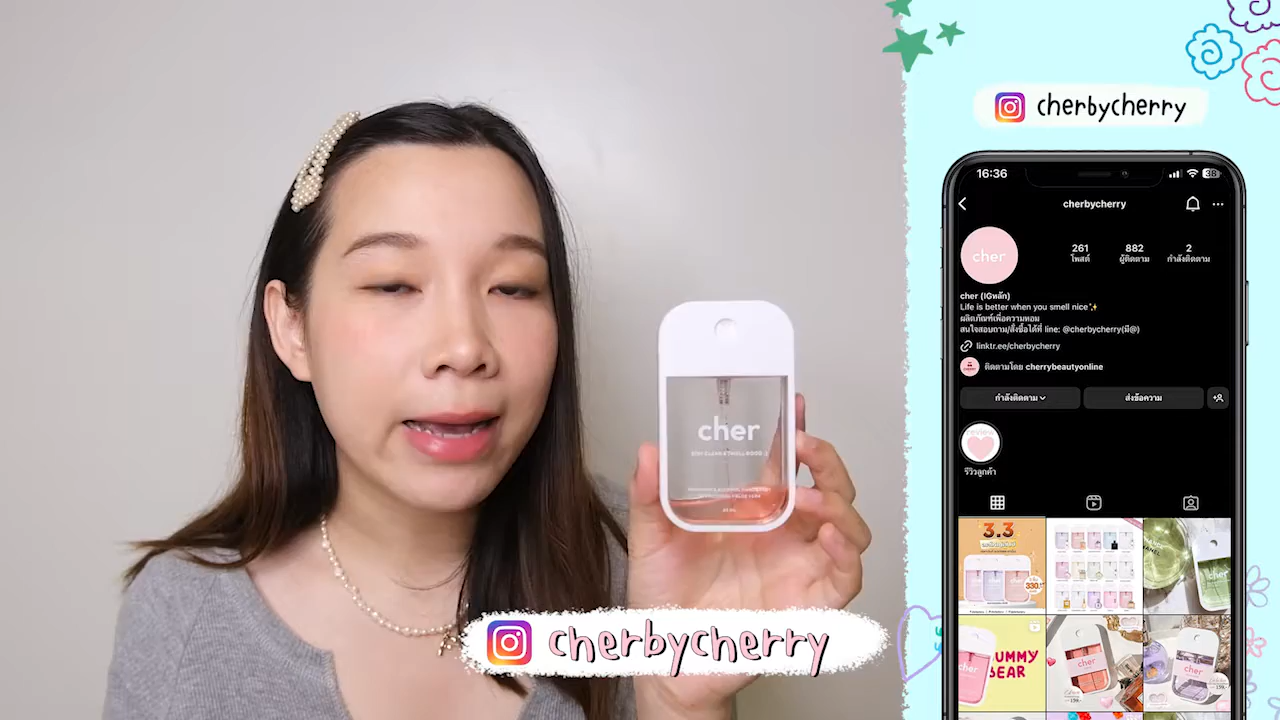 cher
cherbycherry
cherbycherry
16:36
38
cherbycherry
cher
261
882
2
โพสต์
ผู้ติดตาม
กำลังติดตาม
cher (IGหลัก)
Life is better when you smell nice✨
ผลิตภัณฑ์เพื่อความหอม
สนใจสอบถาม/สั่งซื้อได้ที่ line: @cherbycherry(มี@)
linktr.ee/cherbycherry
ติดตามโดย cherrybeautyonline
กำลังติดตาม
ส่งข้อความ
review
รีวิวลูกค้า
3.3
cher
330.-
UMMY
BEAR
cher
cher